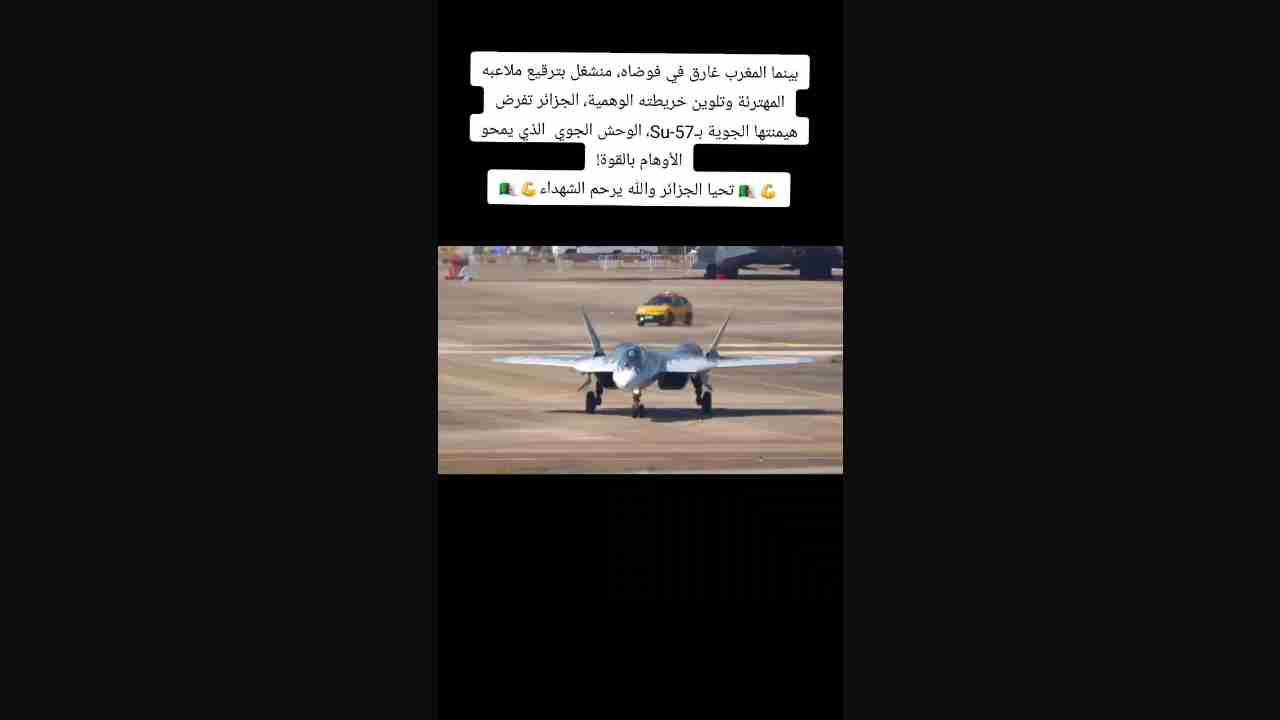 بينما المغرب غارق في فوضاه، منشغل بترقيع ملاعبه
المهترئة وتلوين خريطته الوهمية، الجزائر تفرض
هيمنتها الجوية بـSu-57، الوحش الجوي الذي يمحو
الأوهام بالقوة!
💪🇩🇿 تحيا الجزائر والله يرحم الشهداء💪🇩🇿